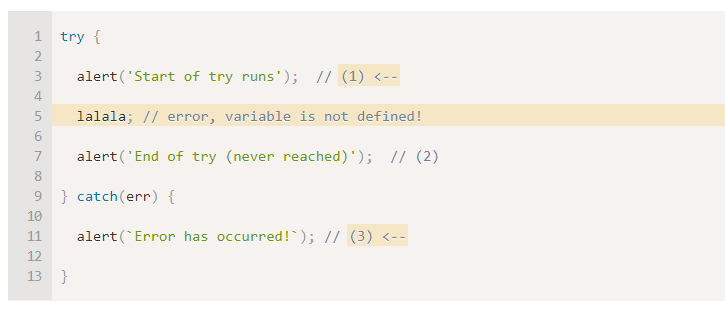 1 try {
2
3 alert('Start of try runs');  // (1) <--
4
5 lalala; // error, variable is not defined!
6
7 alert('End of try (never reached)');  // (2)
8
9 } catch(err) {
10
11 alert(`Error has occurred!`); // (3) <--
12
13 }